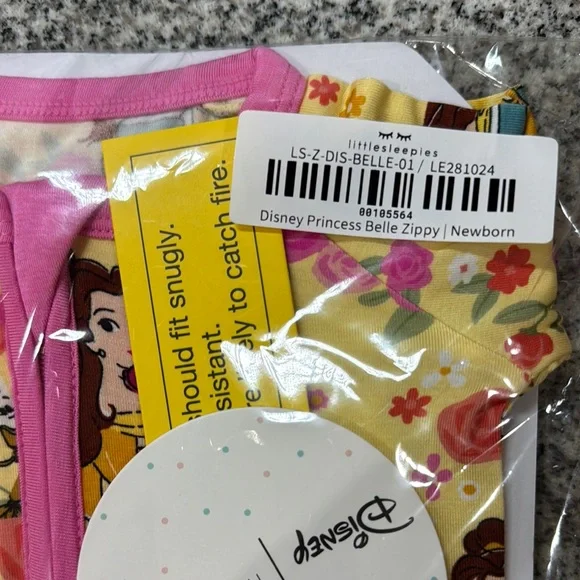 littlesleepies
LS-Z-DIS-BELLE-01 / LE281024
00105564
Disney Princess Belle Zippy | Newborn
should fit snugly.
sistant.
ely to catch fire.
Disney